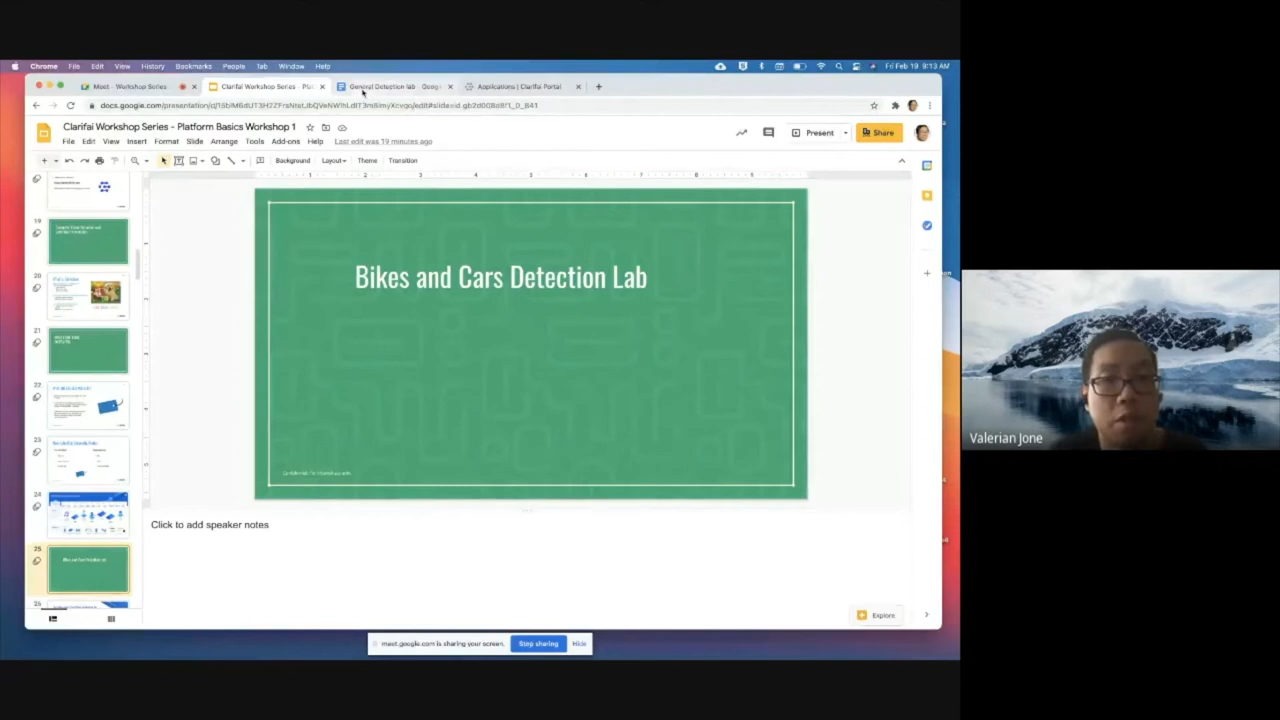 Chrome File Edit View History Bookmarks People Tab Window Help
Fri Feb 19 9:13 AM
Meet - Workshop Series
Clarifai Workshop Series - Pla
General Detection lab - Goog
Applications | Clarifai Portal
Clarifai Workshop Series - Platform Basics Workshop 1
Present
Share
File Edit View Insert Format Slide Arrange Tools Add-ons Help
Last edit was 19 minutes ago
Background Layout Theme Transition
19
20
21
22
23
24
25
26
Bikes and Cars Detection Lab
Click to add speaker notes
Explore
meet.google.com is sharing your screen.
Stop sharing
Hide
Valerian Jone